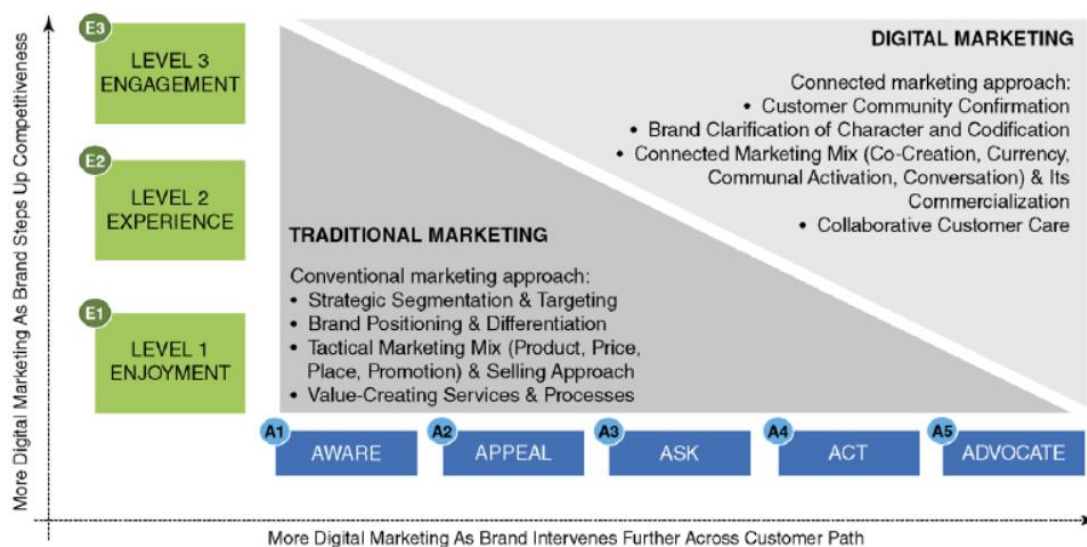 More Digital Marketing As Brand Steps Up Competitiveness
E3
LEVEL 3
ENGAGEMENT
E2
LEVEL 2
EXPERIENCE
E1
LEVEL 1
ENJOYMENT
DIGITAL MARKETING
Connected marketing approach:
• Customer Community Confirmation
• Brand Clarification of Character and Codification
• Connected Marketing Mix (Co-Creation, Currency,
Communal Activation, Conversation) & Its
Commercialization
• Collaborative Customer Care
TRADITIONAL MARKETING
Conventional marketing approach:
• Strategic Segmentation & Targeting
• Brand Positioning & Differentiation
• Tactical Marketing Mix (Product, Price,
Place, Promotion) & Selling Approach
• Value-Creating Services & Processes
A1
AWARE
A2
APPEAL
A3
ASK
A4
ACT
A5
ADVOCATE
More Digital Marketing As Brand Intervenes Further Across Customer Path